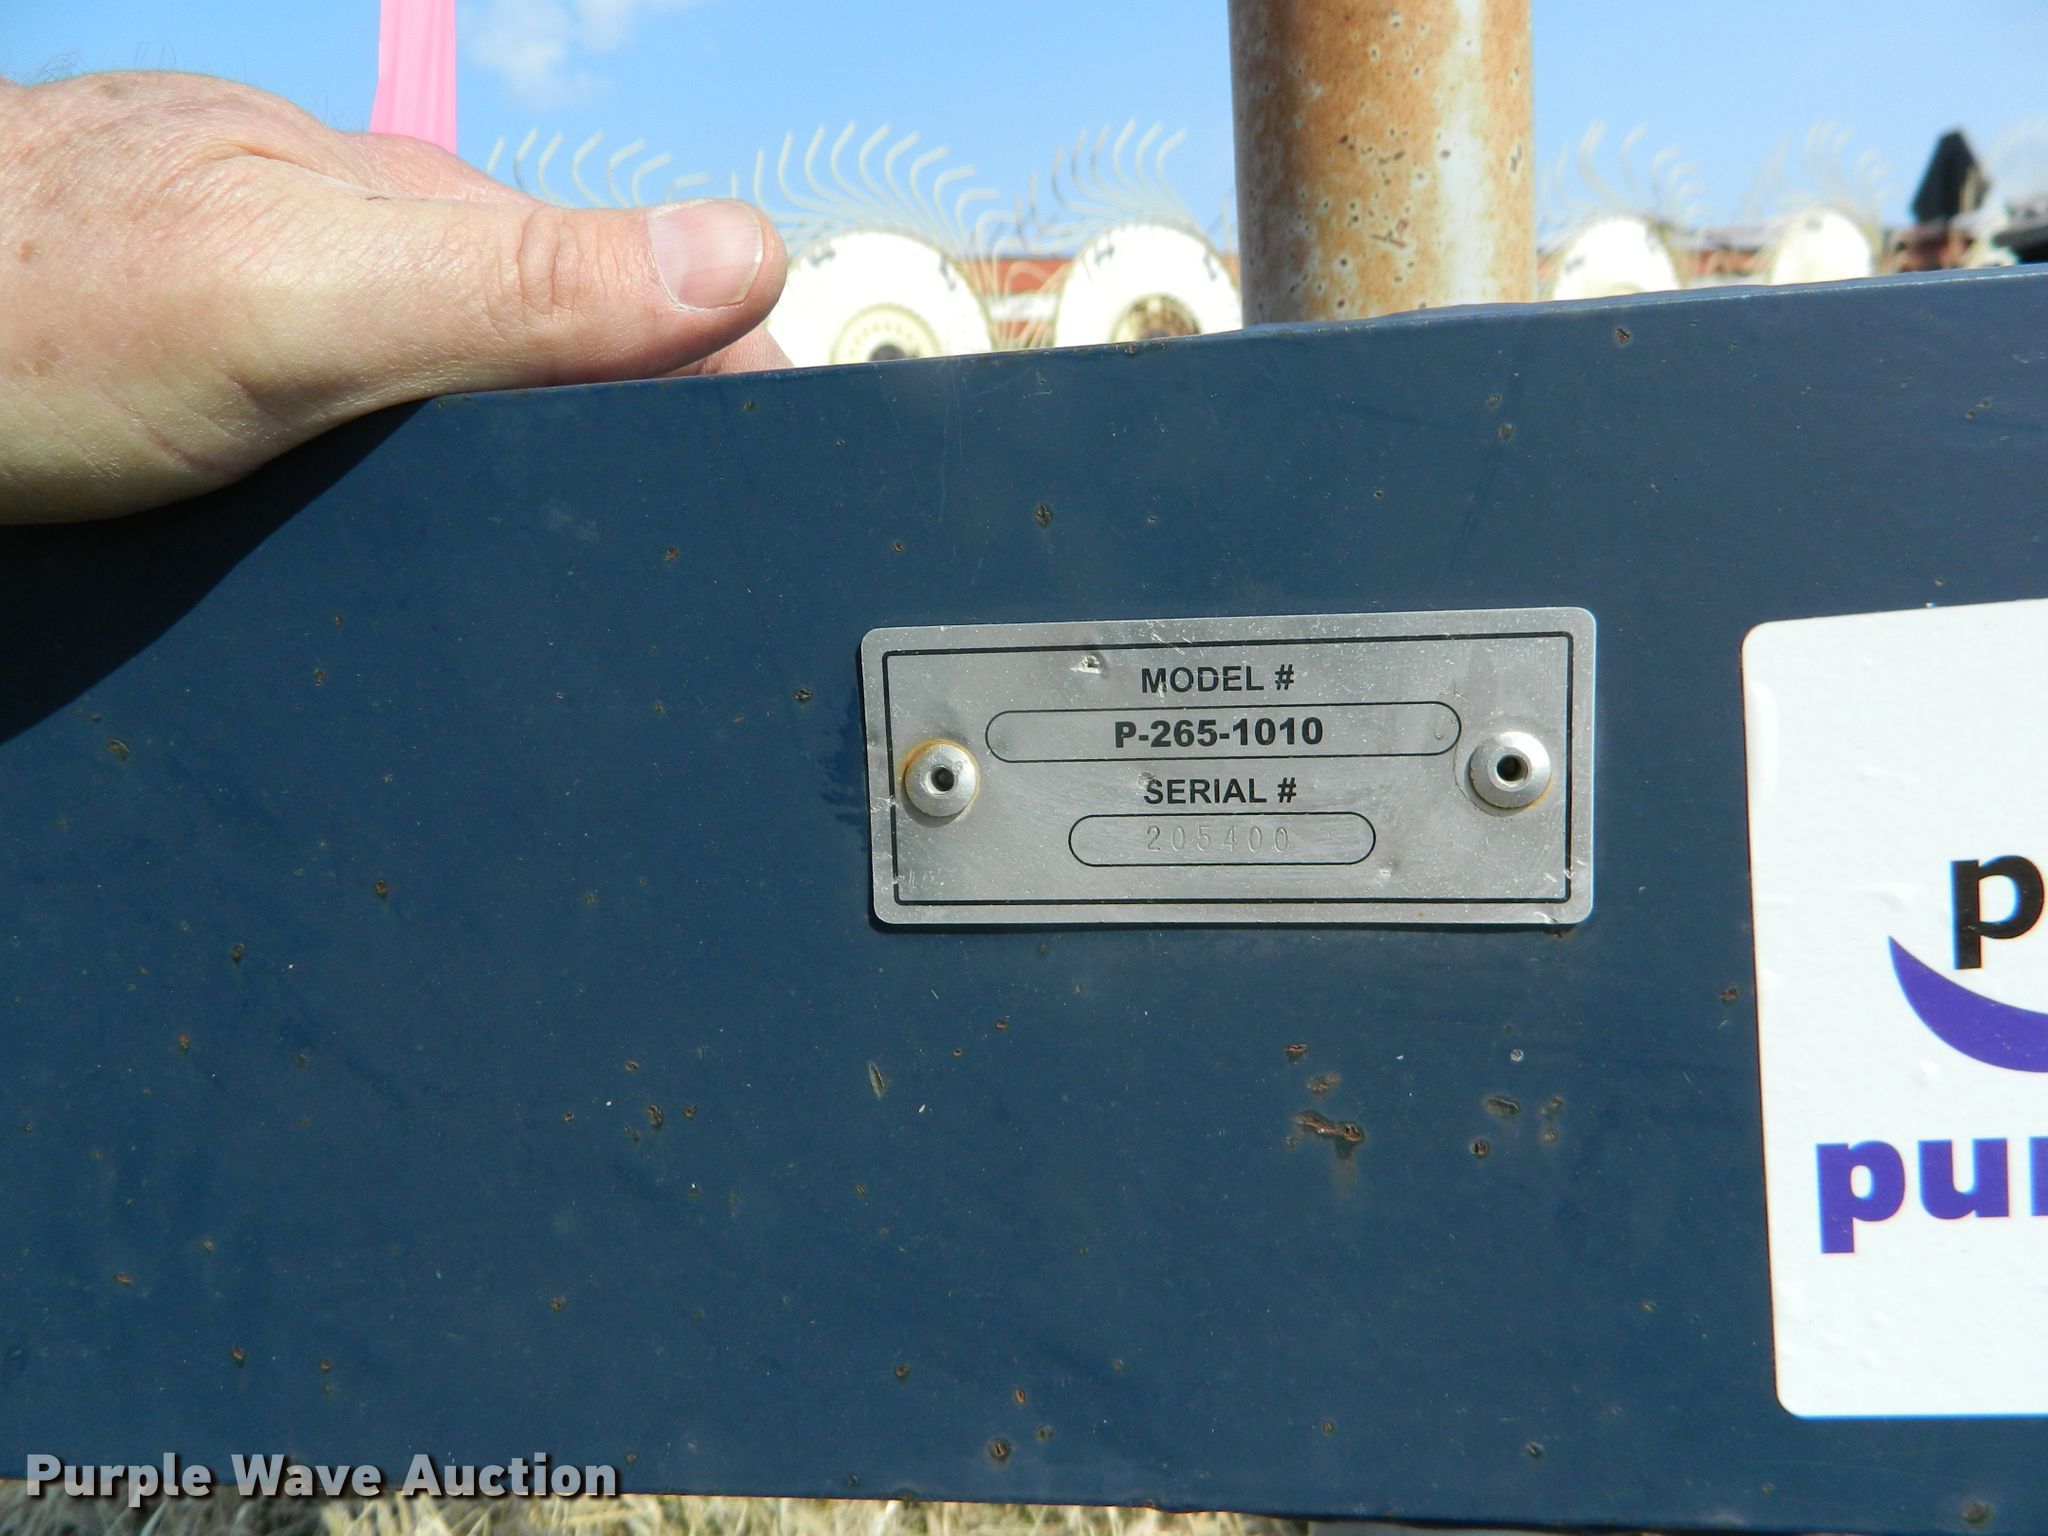 MODEL #
P-265-1010
SERIAL #
205400
p
pur
Purple Wave Auction